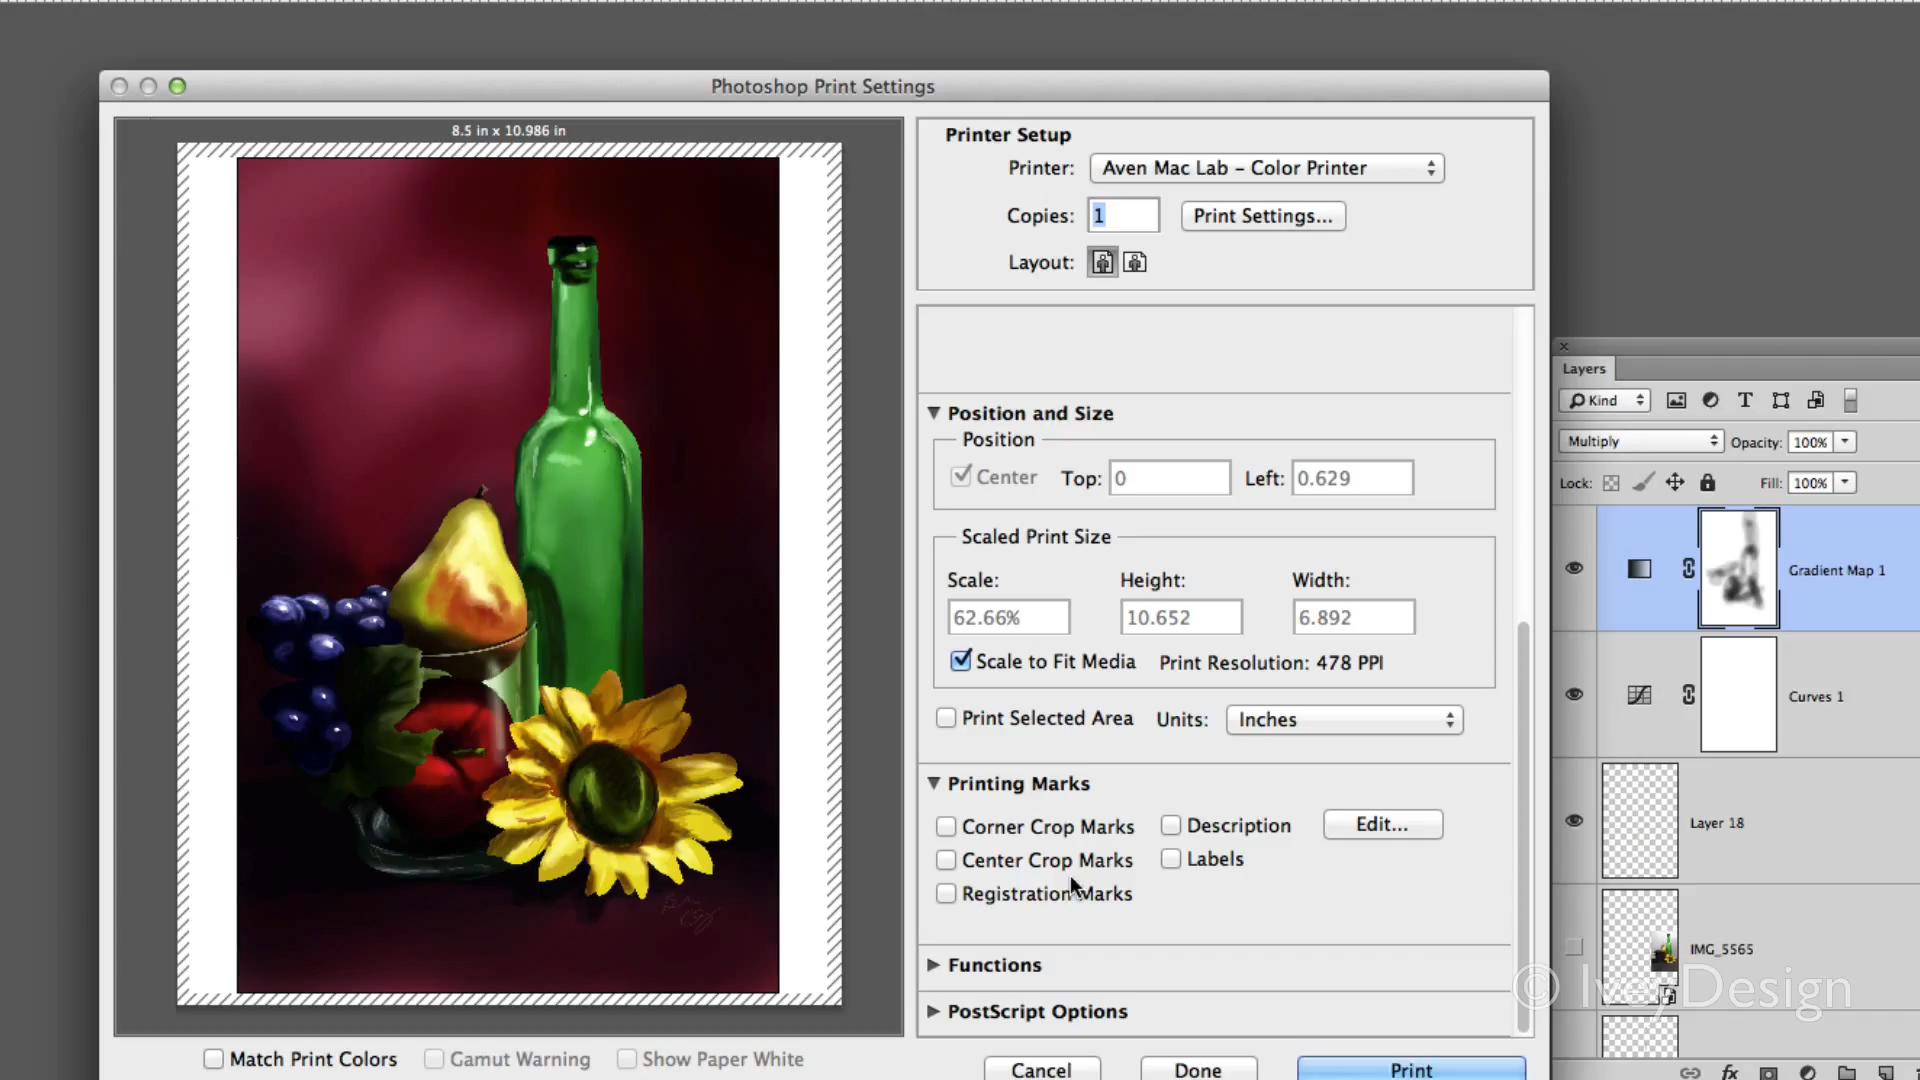 Photoshop Print Settings
8.5 in x 10.986 in
Printer Setup
Printer: Aven Mac Lab – Color Printer
Copies: 1 Print Settings...
Layout:
Position and Size
Position
Center Top: 0 Left: 0.629
Scaled Print Size
Scale: Height: Width:
62.66% 10.652 6.892
Scale to Fit Media Print Resolution: 478 PPI
Print Selected Area Units: Inches
Printing Marks
Corner Crop Marks Description Edit...
Center Crop Marks Labels
Registration Marks
Functions
PostScript Options
Match Print Colors Gamut Warning Show Paper White
Cancel Done Print
Layers
Kind
Multiply Opacity: 100%
Lock: Fill: 100%
Gradient Map 1
Curves 1
Layer 18
IMG_5565
Design
fx